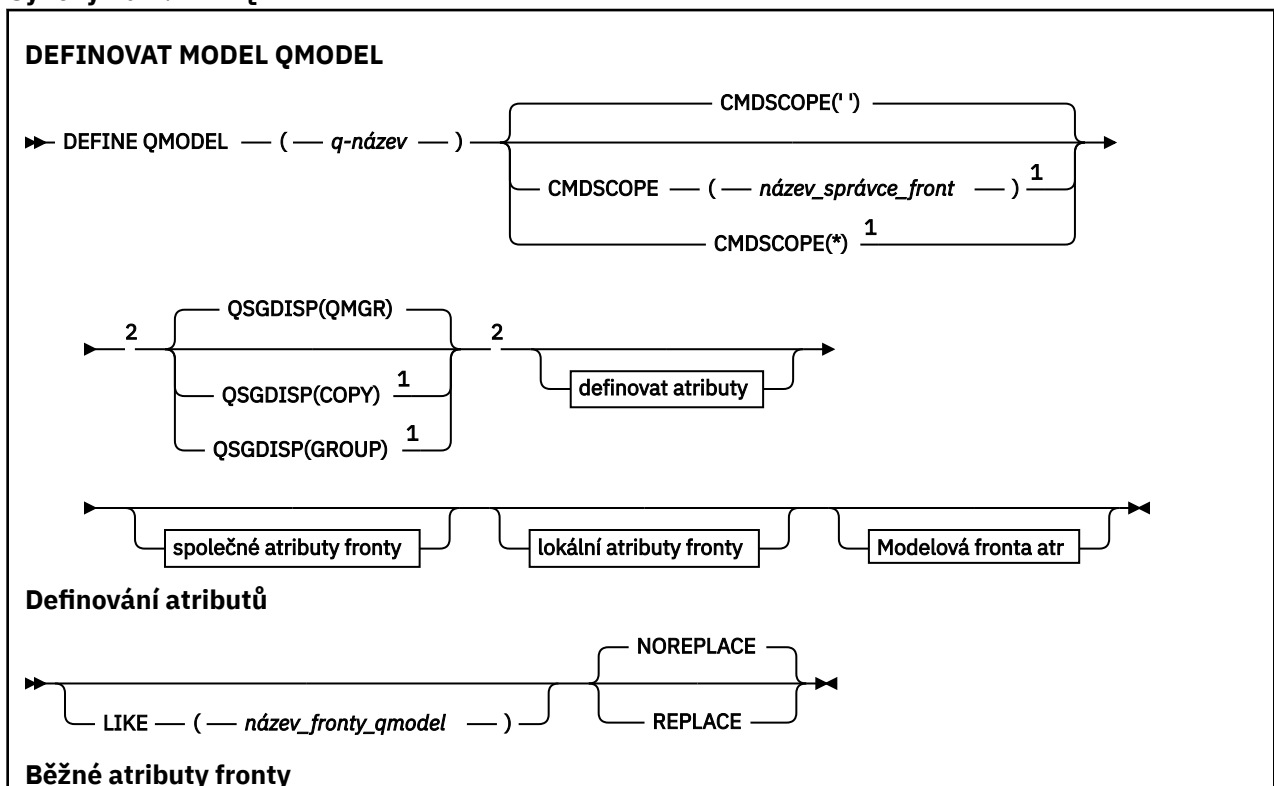 DEFINOVAT MODEL QMODEL
CMDSCOPE(' ')
DEFINE QMODEL ( q-název )
CMDSCOPE ( název_správce_front ) 1
CMDSCOPE(*) 1
QSGDISP(QMGR)
2 2
QSGDISP(COPY) 1
definovat atributy
QSGDISP(GROUP) 1
společné atributy fronty lokální atributy fronty Modelová fronta atr
Definování atributů
NOREPLACE
LIKE ( název_fronty_qmodel ) REPLACE
Běžné atributy fronty